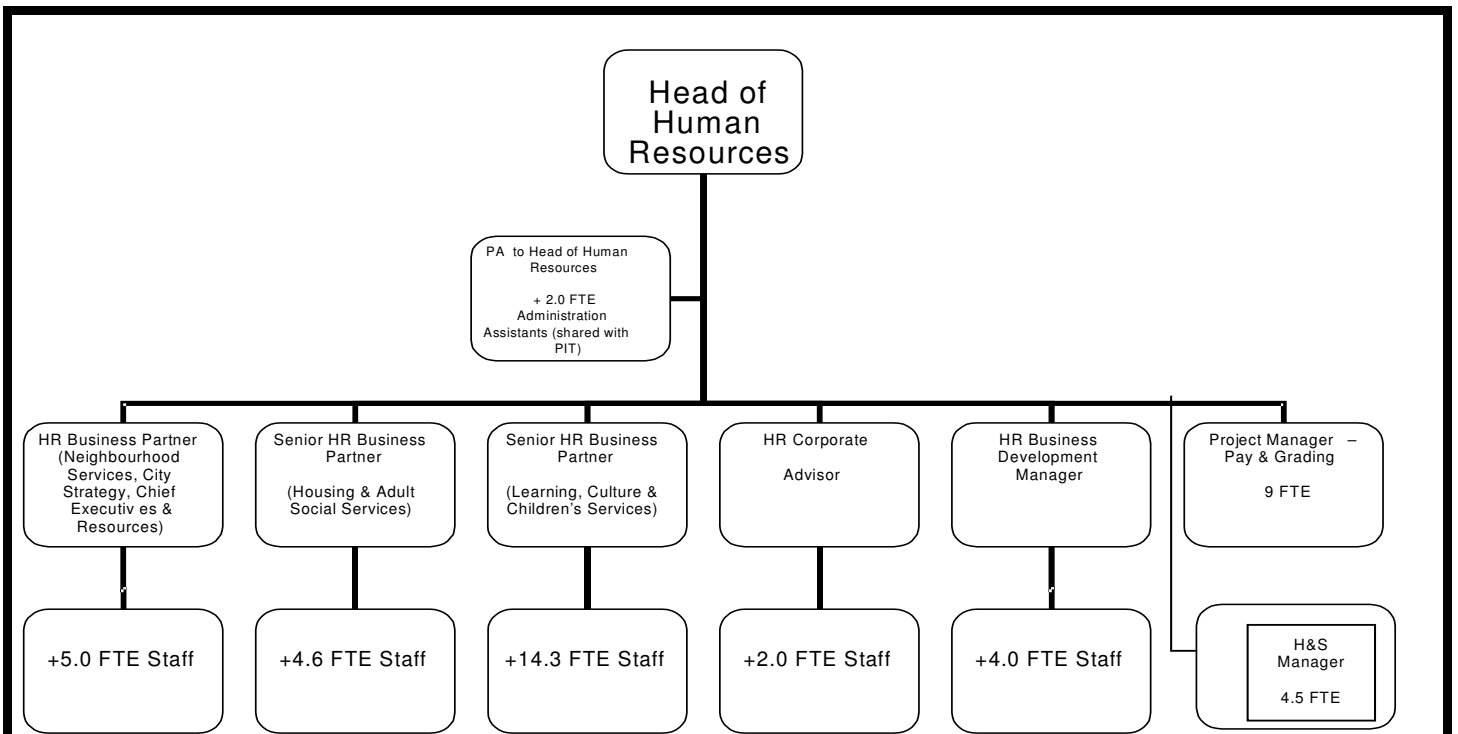 Head of
Human
Resources
PA to Head of Human
Resources
+ 2.0 FTE
Administration
Assistants (shared with
PIT)
HR Business Partner
(Neighbourhood
Services, City
Strategy, Chief
Executiv es &
Resources)
Senior HR Business
Partner
(Housing & Adult
Social Services)
Senior HR Business
Partner
(Learning, Culture &
Children's Services)
HR Corporate
Advisor
HR Business
Development
Manager
Project Manager –
Pay & Grading
9 FTE
+5.0 FTE Staff
+4.6 FTE Staff
+14.3 FTE Staff
+2.0 FTE Staff
+4.0 FTE Staff
H&S
Manager
4.5 FTE